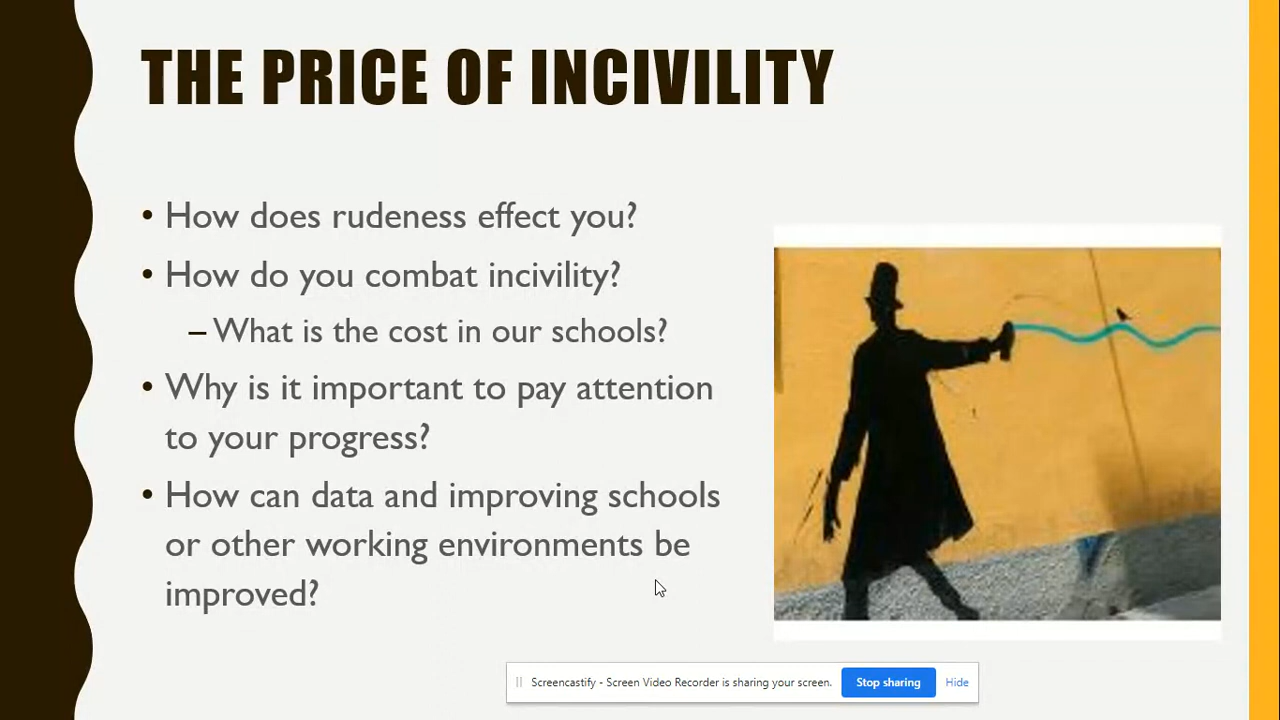 THE PRICE OF INCIVILITY
• How does rudeness effect you?
• How do you combat incivility?
– What is the cost in our schools?
• Why is it important to pay attention
to your progress?
• How can data and improving schools
or other working environments be
improved?
Screencastify - Screen Video Recorder is sharing your screen. Stop sharing Hide